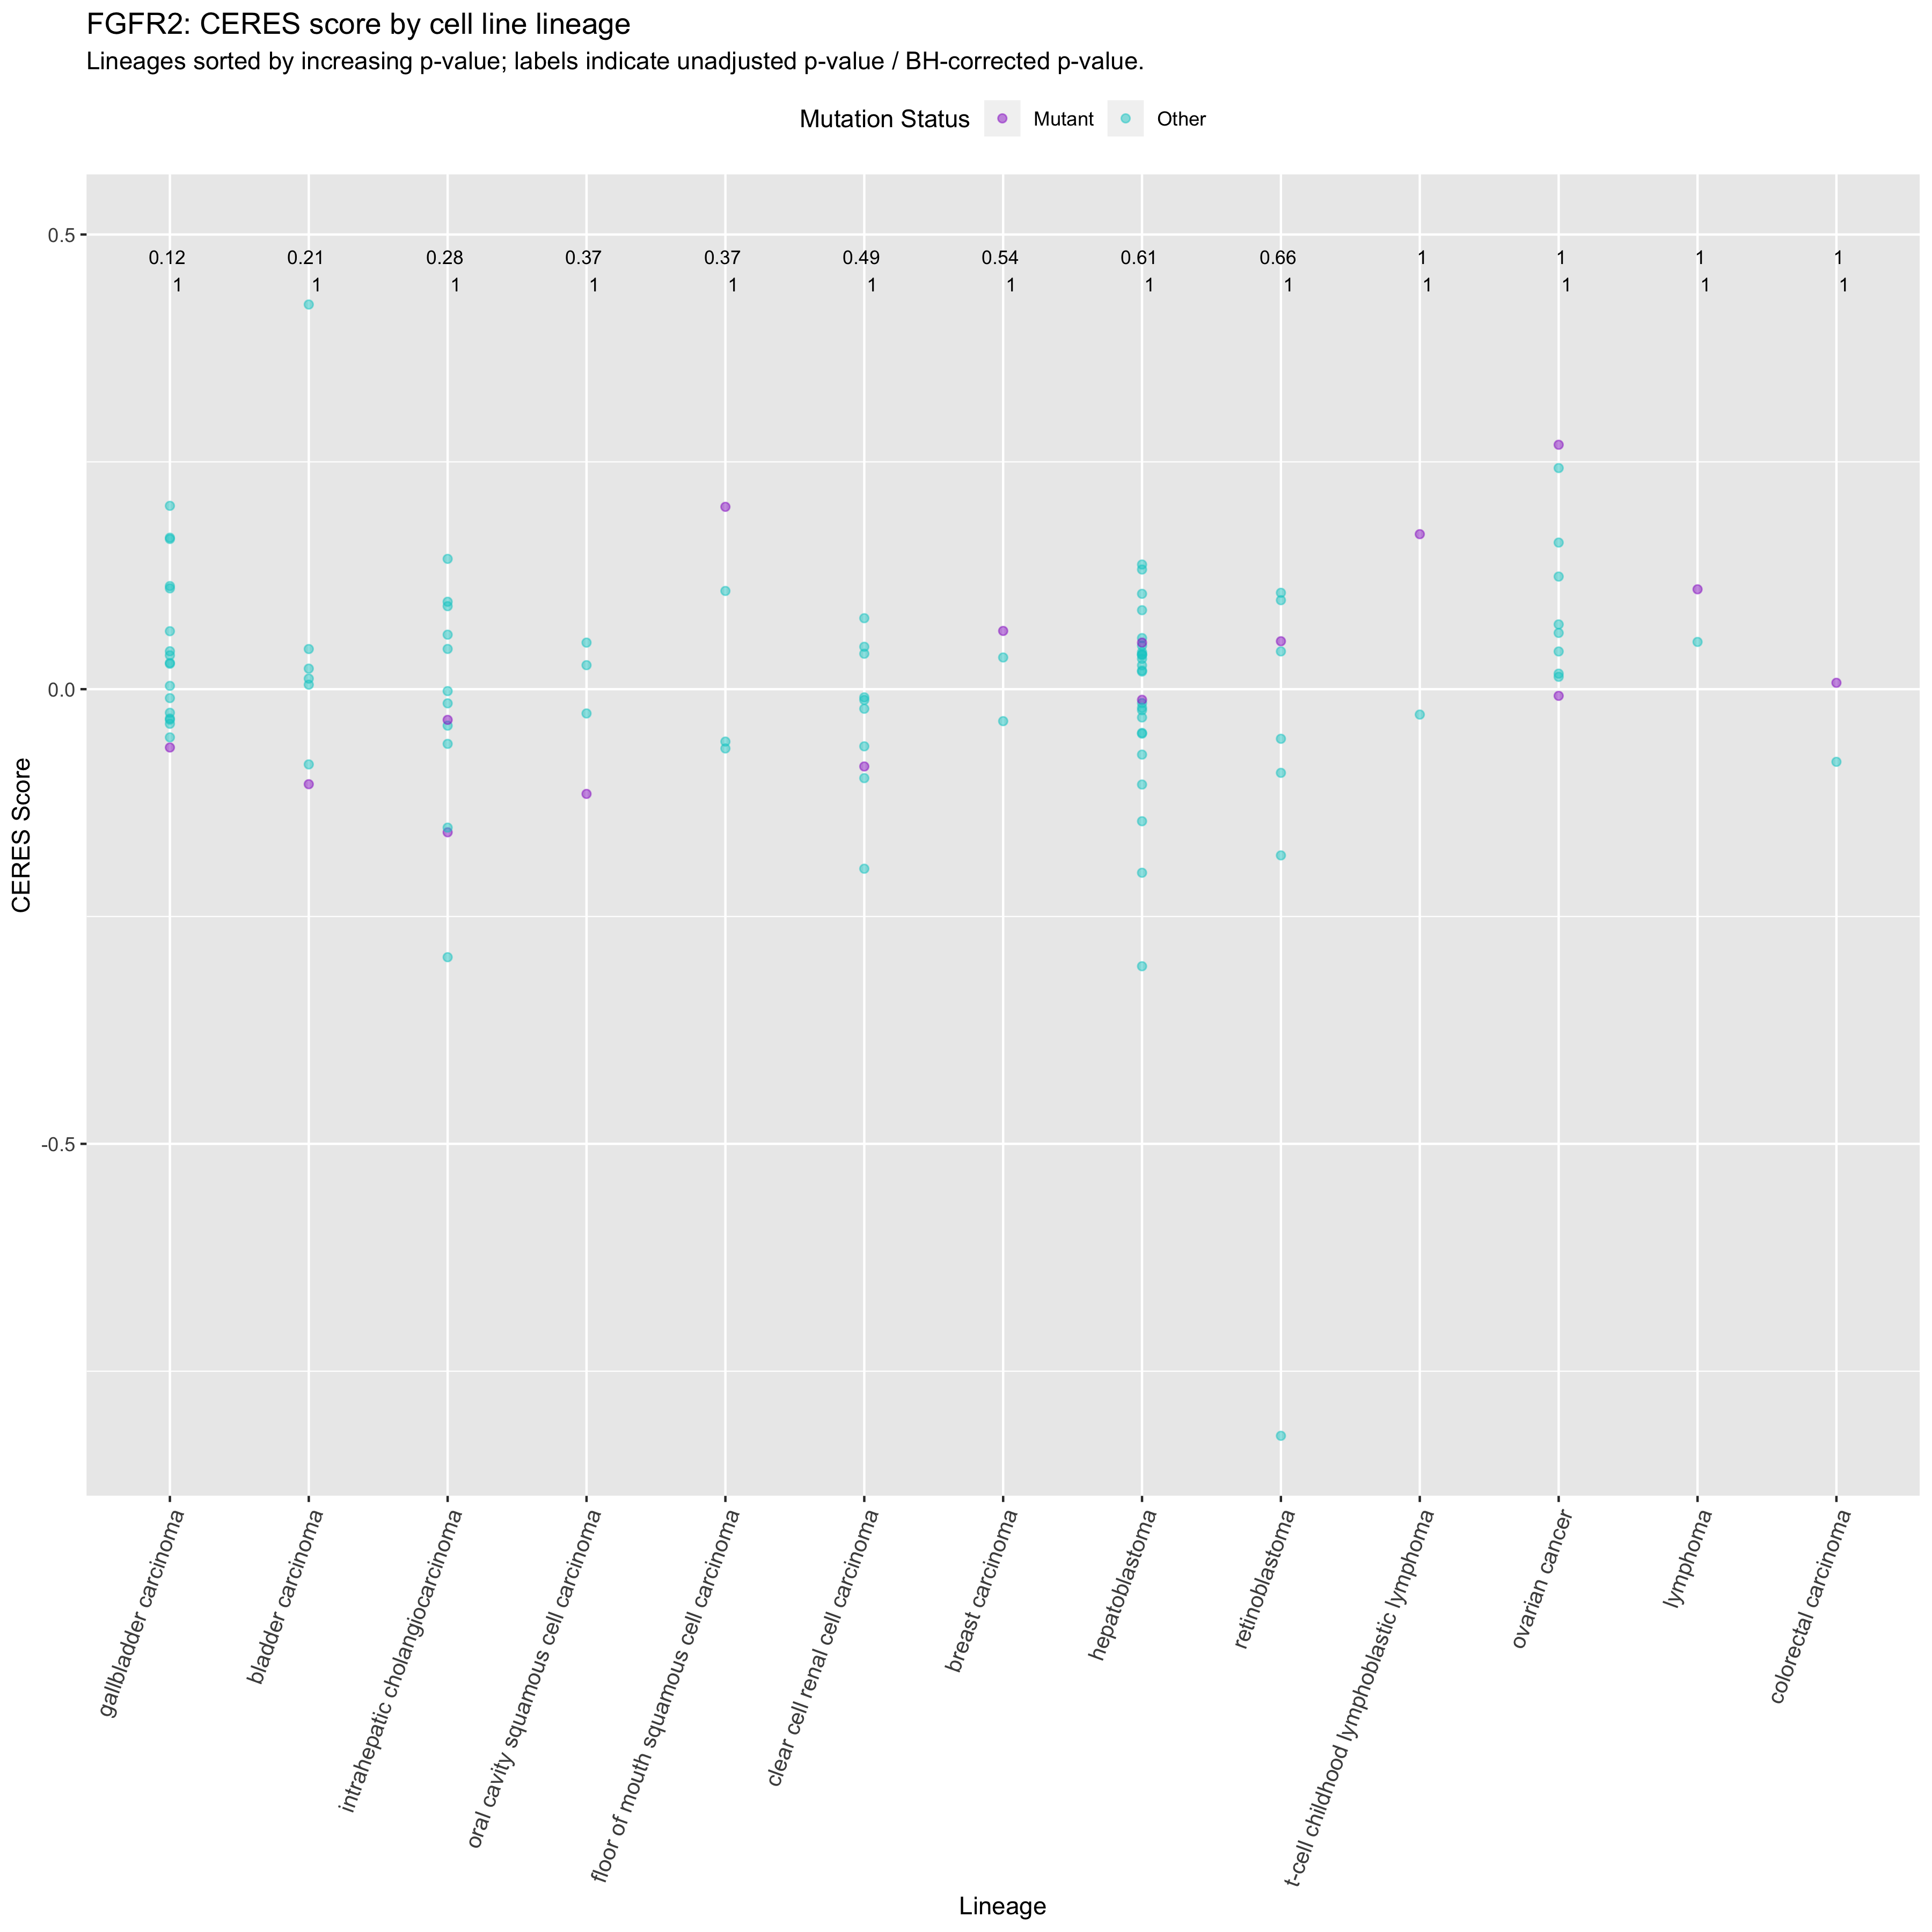 FGFR2: CERES score by cell line lineage
Lineages sorted by increasing p-value; labels indicate unadjusted p-value / BH-corrected p-value.
Mutation Status Mutant Other
0.5
0.12 0.21 0.28 0.37 0.37 0.49 0.54 0.61 0.66 1 1 1 1
1 1 1 1 1 1 1 1 1 1 1 1 1
0.0
CERES Score
-0.5
gallbladder carcinoma
bladder carcinoma
intrahepatic cholangiocarcinoma
oral cavity squamous cell carcinoma
floor of mouth squamous cell carcinoma
clear cell renal cell carcinoma
breast carcinoma
hepatoblastoma
retinoblastoma
t-cell childhood lymphoblastic lymphoma
ovarian cancer
lymphoma
colorectal carcinoma
Lineage